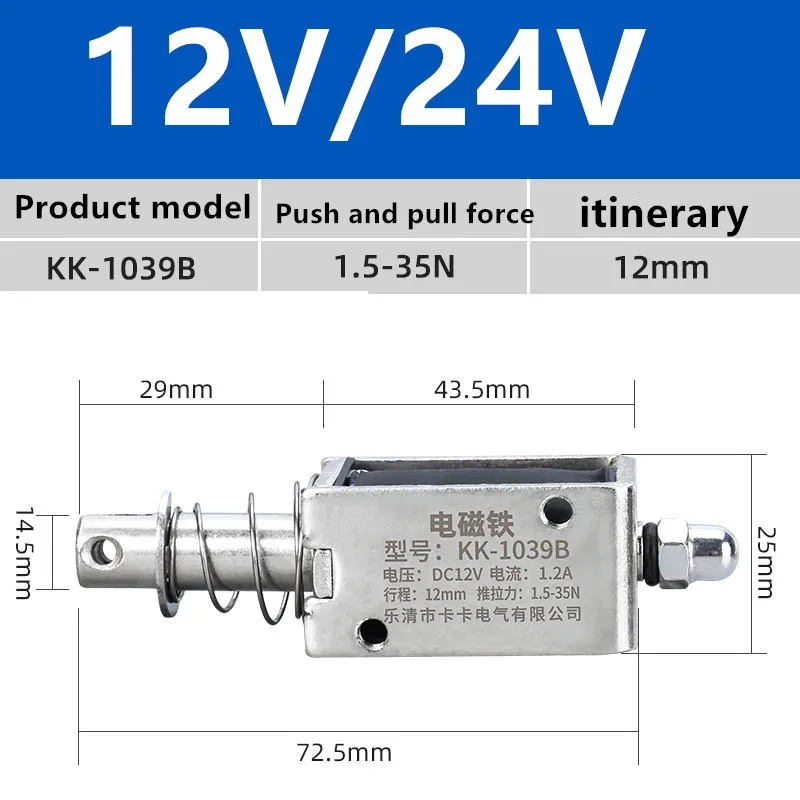 12V/24V
Product model
Push and pull force
itinerary
KK-1039B
1.5-35N
12mm
29mm
43.5mm
14.5mm
25mm
电磁铁
型号：KK-1039B
电压：DC12V 电流：1.2A
行程：12mm 推拉力：1.5-35N
乐清市卡卡电气有限公司
72.5mm